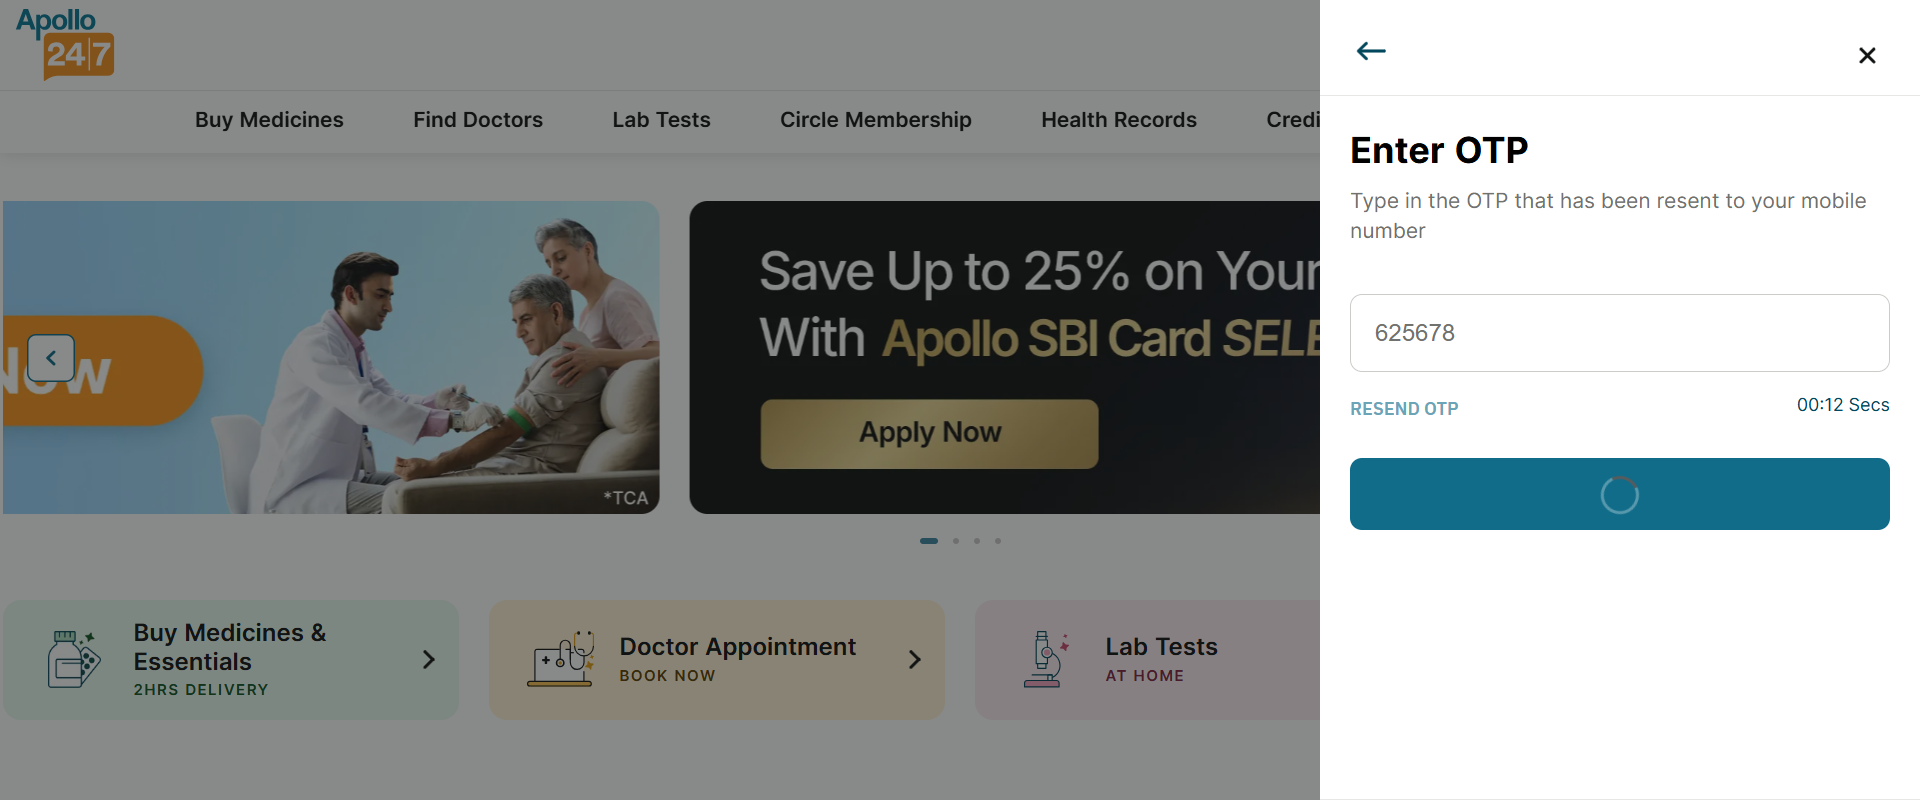 Apollo
24|7
Buy Medicines
Find Doctors
Lab Tests
Circle Membership
Health Records
Credi
Now
*TCA
Save Up to 25% on Your
With Apollo SBI Card SELE
Apply Now
Buy Medicines &
Essentials
2HRS DELIVERY
Doctor Appointment
BOOK NOW
Lab Tests
AT HOME
Enter OTP
Type in the OTP that has been resent to your mobile
number
625678
RESEND OTP
00:12 Secs